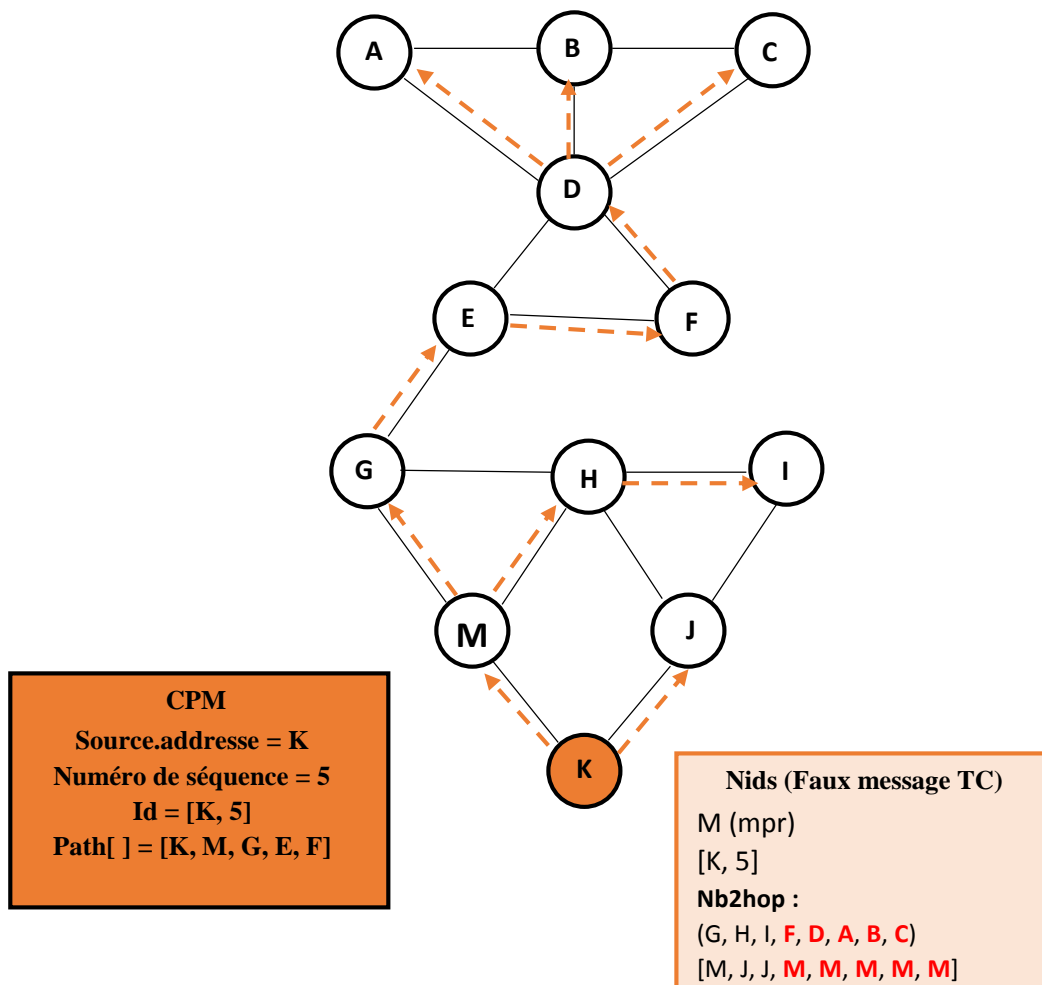 A
B
C
D
E
F
G
H
I
M
J
K
CPM
Source.addresse = K
Numéro de séquence = 5
Id = [K, 5]
Path[ ] = [K, M, G, E, F]
Nids (Faux message TC)
M (mpr)
[K, 5]
Nb2hop :
(G, H, I, F, D, A, B, C)
[M, J, J, M, M, M, M, M]